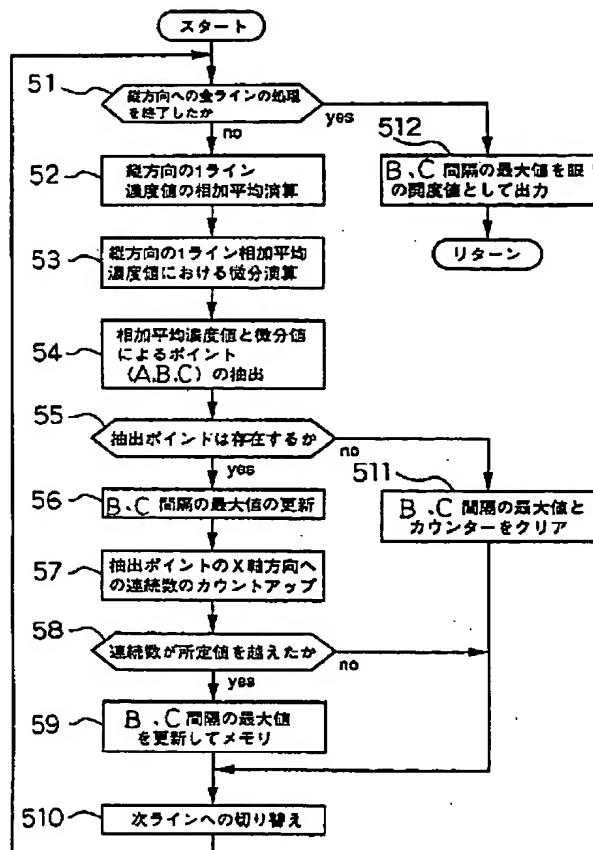 スタート
51
縦方向への全ラインの処理
を終了したか
yes
no
512
B、C 間隔の最大値を眼
の開度値として出力
リターン
52
縦方向の1ライン
濃度値の相加平均演算
53
縦方向の1ライン相加平均
濃度値における微分演算
54
相加平均濃度値と微分値
によるポイント
(A,B,C)の抽出
55
抽出ポイントは存在するか
no
yes
511
B、C 間隔の最大値と
カウンターをクリア
56
B、C 間隔の最大値の更新
57
抽出ポイントのX軸方向へ
の連続数のカウントアップ
58
連続数が所定値を越えたか
no
yes
59
B、C 間隔の最大値
を更新してメモリ
510
次ラインへの切り替え